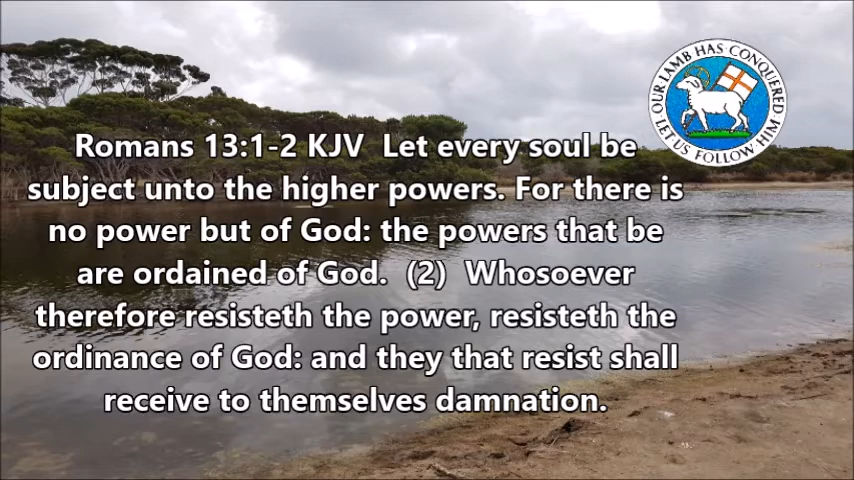 OUR LAMB HAS CONQUERED
LET US FOLLOW HIM
Romans 13:1-2 KJV  Let every soul be
subject unto the higher powers. For there is
no power but of God: the powers that be
are ordained of God.  (2)  Whosoever
therefore resisteth the power, resisteth the
ordinance of God: and they that resist shall
receive to themselves damnation.